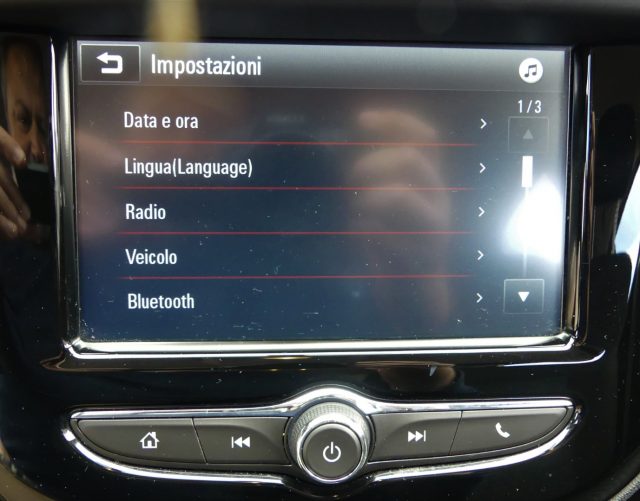 Impostazioni
1/3
Data e ora
Lingua(Language)
Radio
Veicolo
Bluetooth